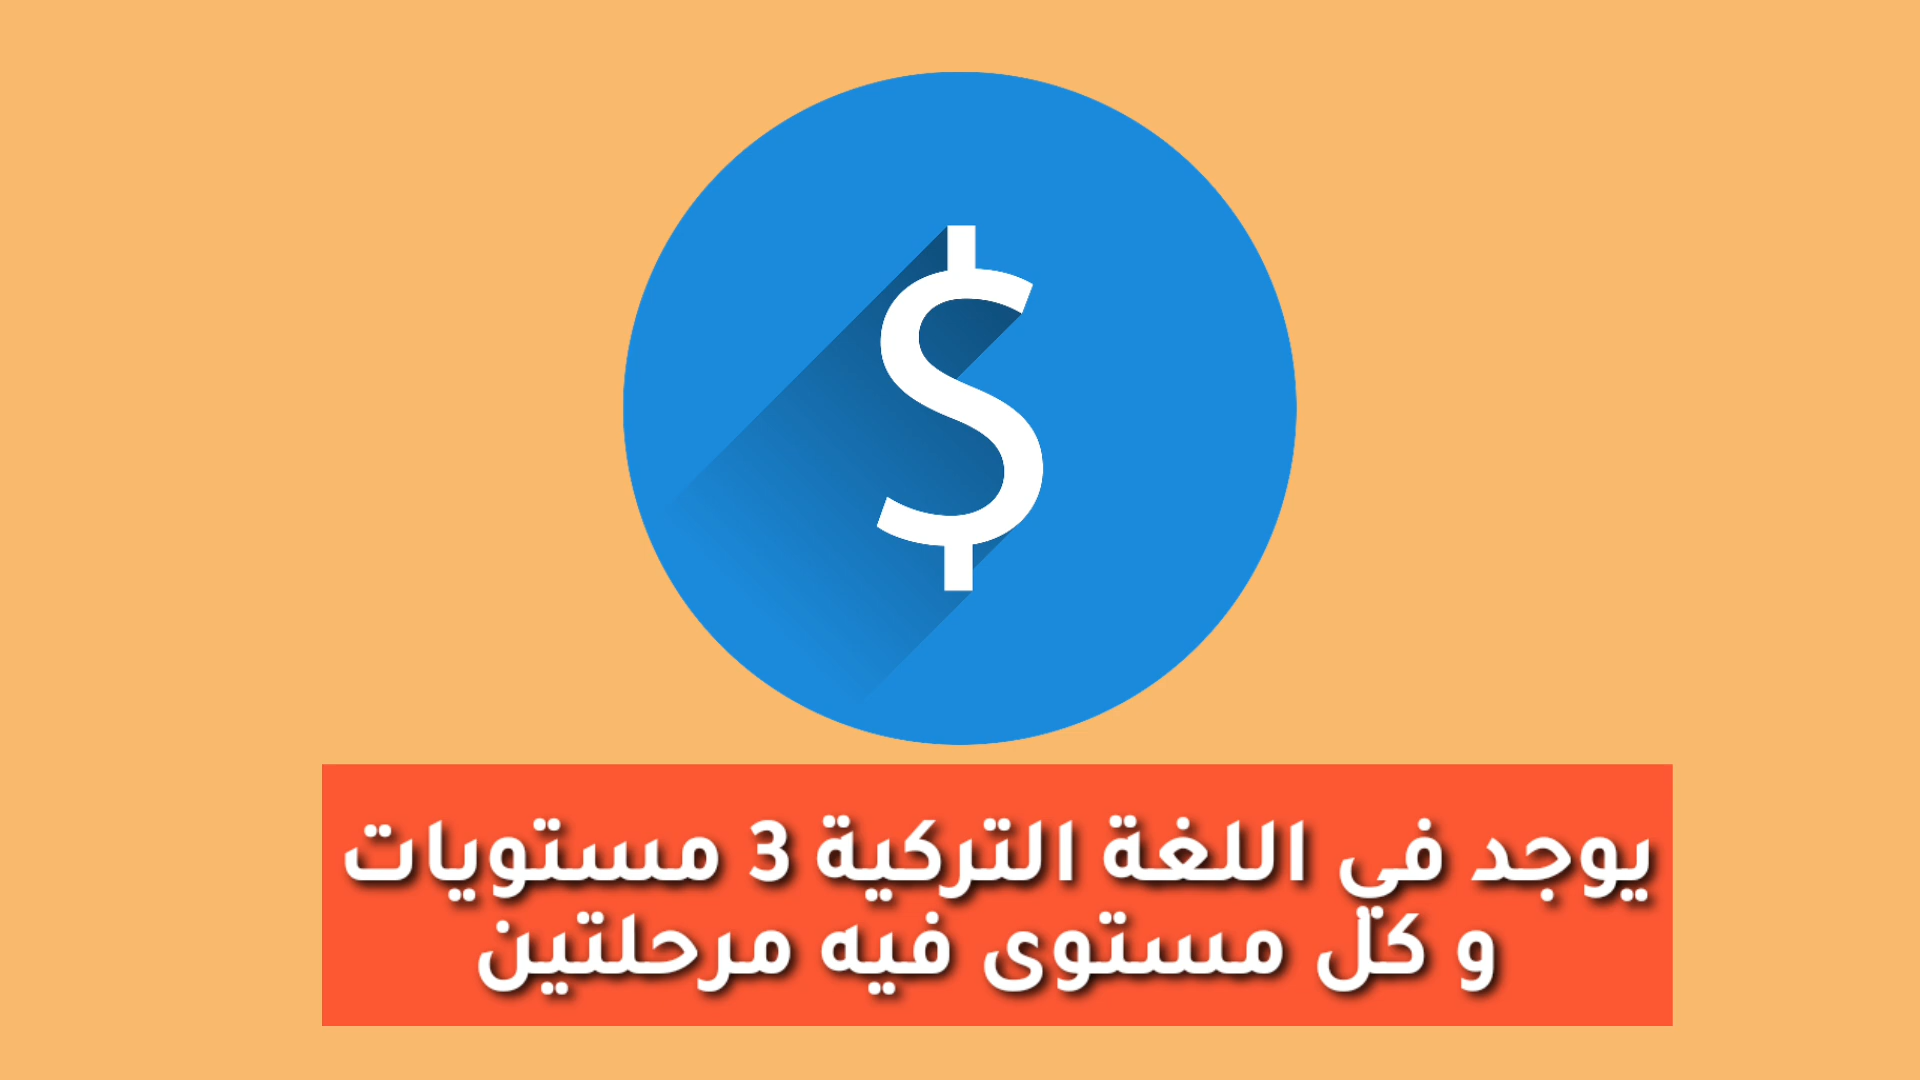 $
يوجد في اللغة التركية 3 مستويات
و كل مستوى فيه مرحلتين